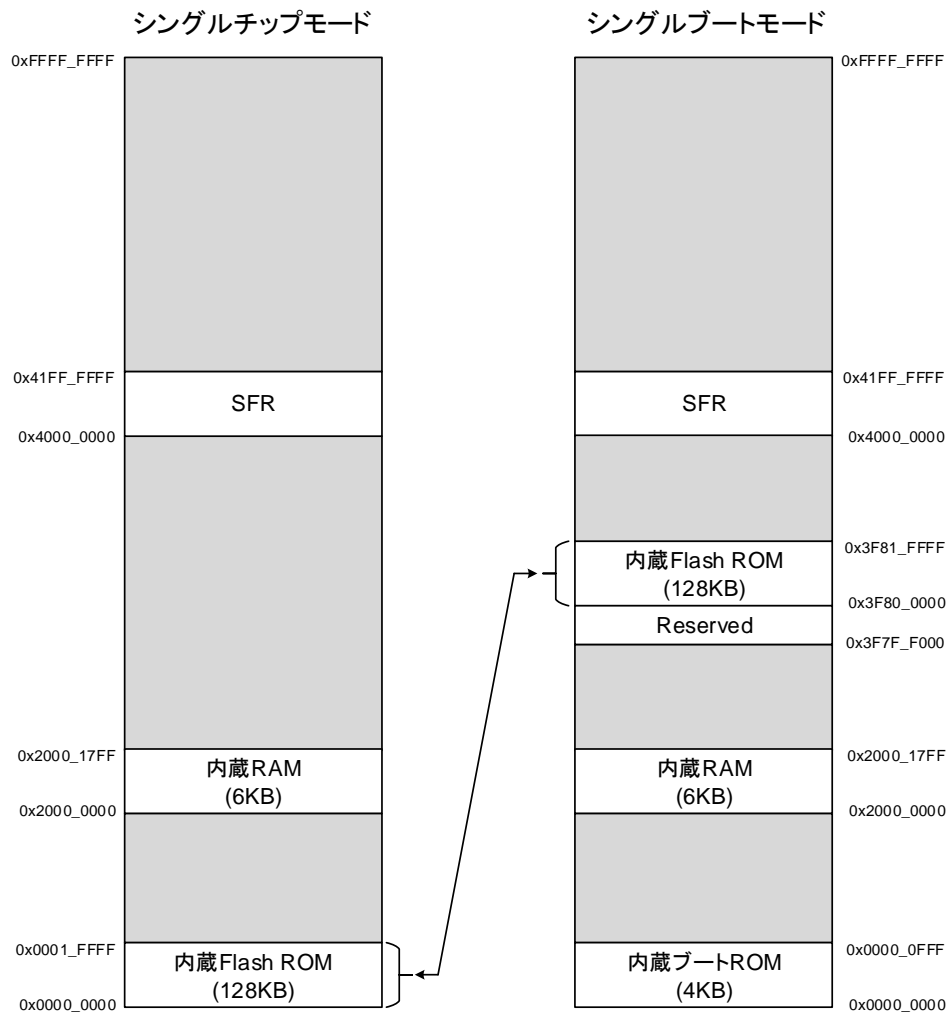 シングルチップモード
0xFFFF_FFFF
0x41FF_FFFF
SFR
0x4000_0000
0x2000_17FF
内蔵RAM
(6KB)
0x2000_0000
0x0001_FFFF
内蔵Flash ROM
(128KB)
0x0000_0000
シングルブートモード
0xFFFF_FFFF
0x41FF_FFFF
SFR
0x4000_0000
0x3F81_FFFF
内蔵Flash ROM
(128KB)
0x3F80_0000
Reserved
0x3F7F_F000
0x2000_17FF
内蔵RAM
(6KB)
0x2000_0000
0x0000_0FFF
内蔵ブートROM
(4KB)
0x0000_0000